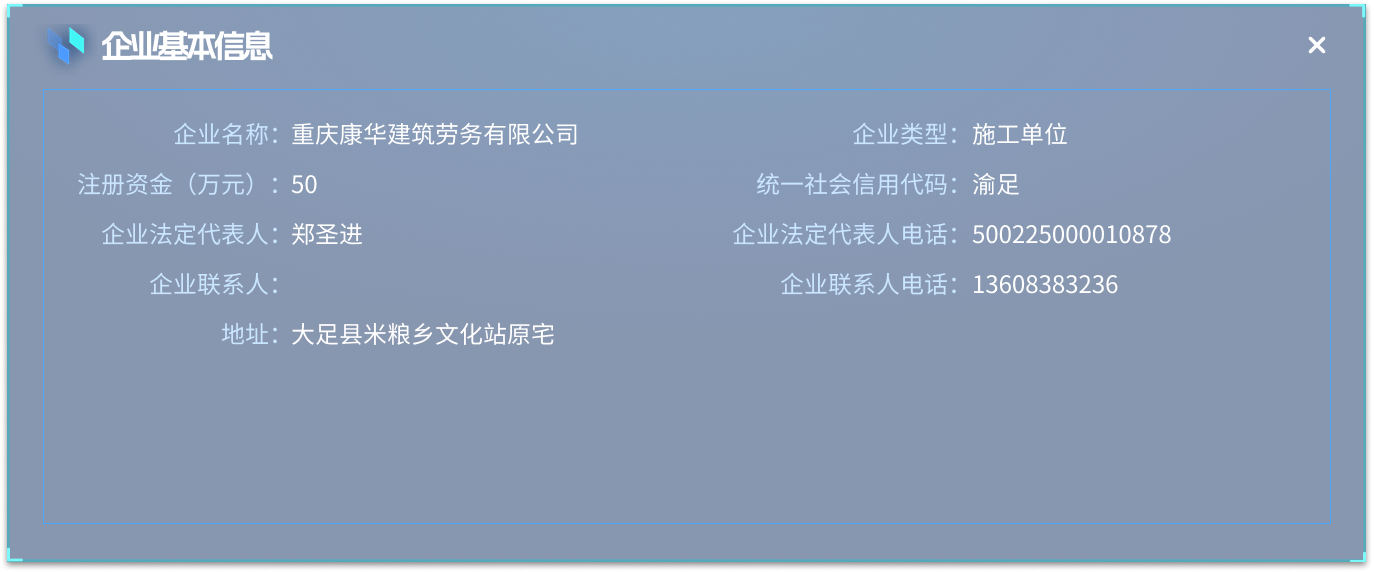 企业基本信息
企业名称：重庆康华建筑劳务有限公司 企业类型：施工单位
注册资金（万元）：50 统一社会信用代码：渝足
企业法定代表人：郑圣进 企业法定代表人电话：500225000010878
企业联系人： 企业联系人电话：13608383236
地址：大足县米粮乡文化站原宅